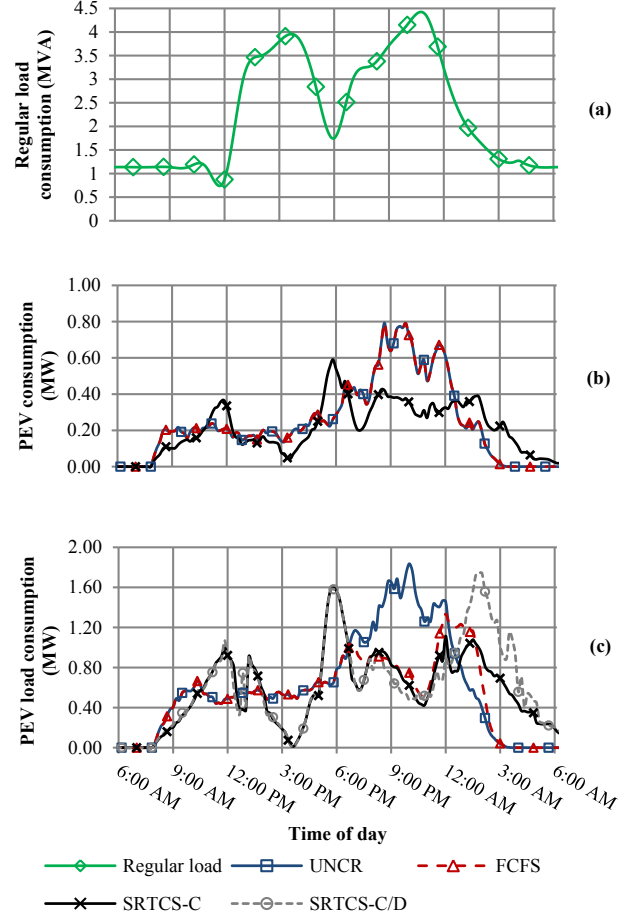 4.5
4
3.5
3
2.5
2
1.5
1
0.5
0
Regular load
consumption (MVA)
(a)
1.00
0.80
0.60
0.40
0.20
0.00
PEV consumption
(MW)
(b)
2.00
1.60
1.20
0.80
0.40
0.00
PEV load consumption
(MW)
(c)
6:00 AM
9:00 AM
12:00 PM
3:00 PM
6:00 PM
9:00 PM
12:00 AM
3:00 AM
6:00 AM
Time of day
Regular load
UNCR
FCFS
SRTCS-C
SRTCS-C/D